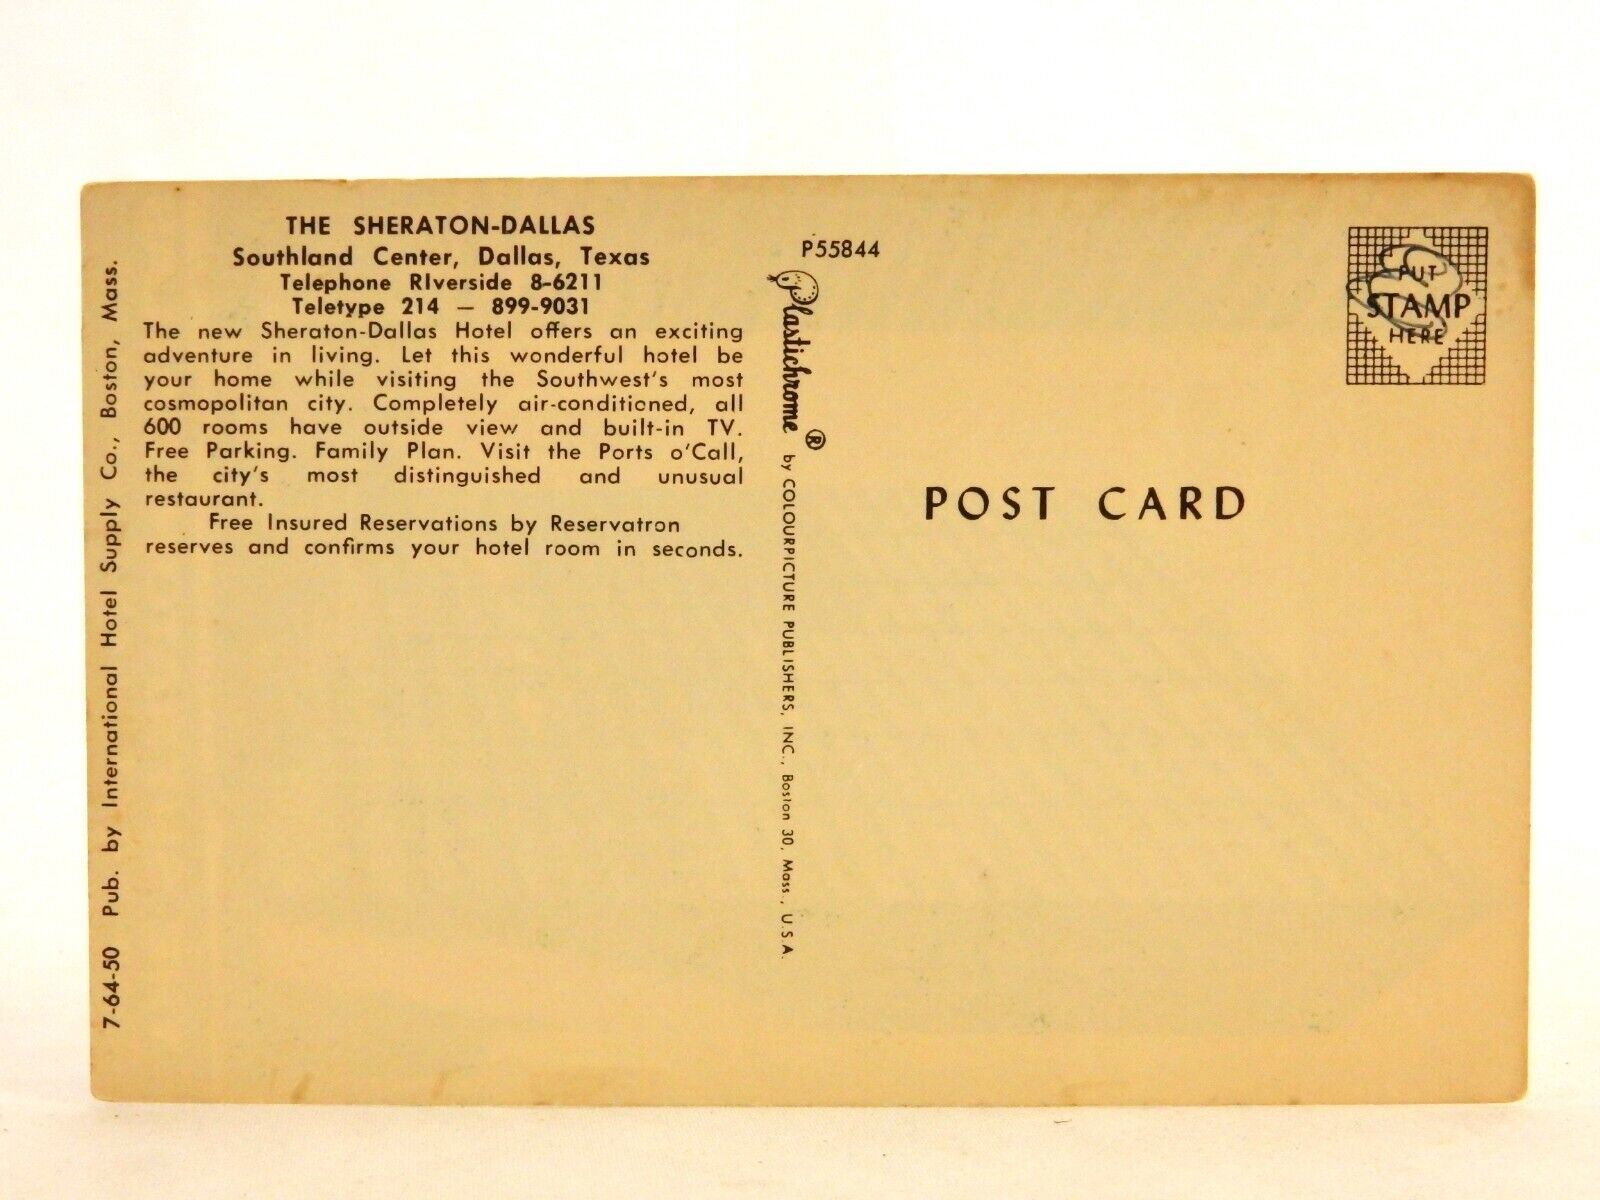 THE SHERATON-DALLAS
Southland Center, Dallas, Texas
Telephone RIverside 8-6211
Teletype 214 — 899-9031
The new Sheraton-Dallas Hotel offers an exciting
adventure in living. Let this wonderful hotel be
your home while visiting the Southwest's most
cosmopolitan city. Completely air-conditioned, all
600 rooms have outside view and built-in TV.
Free Parking. Family Plan. Visit the Ports o'Call,
the city's most distinguished and unusual
restaurant.
Free Insured Reservations by Reservatron
reserves and confirms your hotel room in seconds.
7-64-50 Pub. by International Hotel Supply Co., Boston, Mass.
P55844
Plastichrome ® by COLOURPICTURE PUBLISHERS, INC., Boston 30, Mass., U.S.A.
POST CARD
PUT
STAMP
HERE